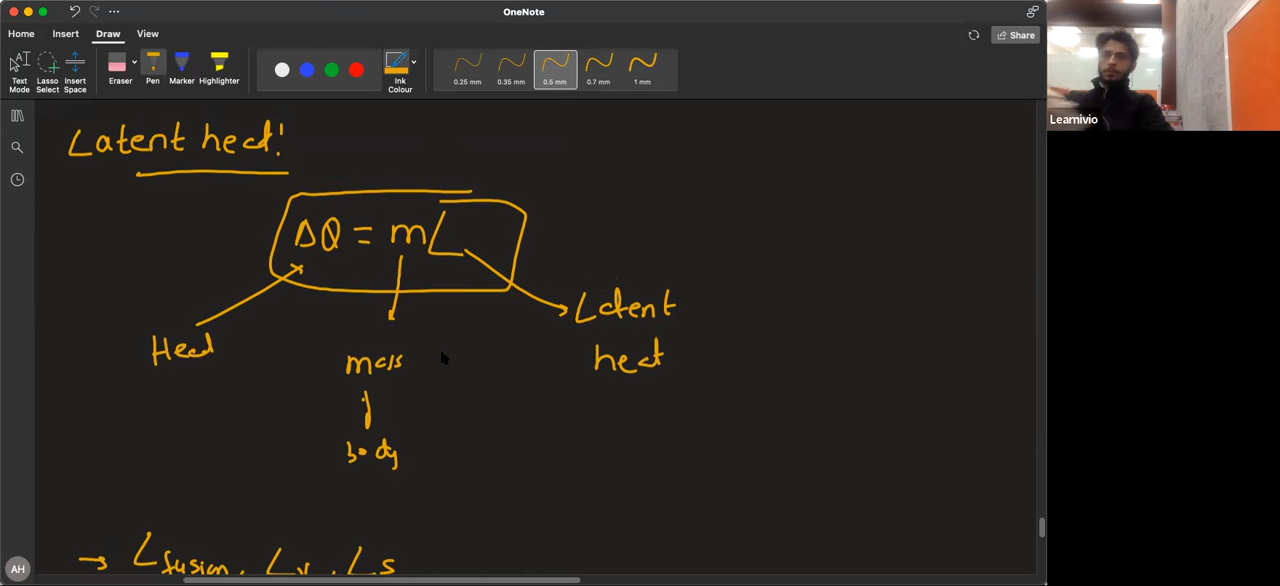 OneNote
Home Insert Draw View
Share
Text Mode
Lasso Select
Insert Space
Eraser
Pen
Marker
Highlighter
Ink Colour
0.25 mm
0.35 mm
0.5 mm
0.7 mm
1 mm
Learnivio
Latent heat!
ΔQ = mL
Heat
mass
body
Latent
heat
→ Lfusion, Lv, Ls
AH